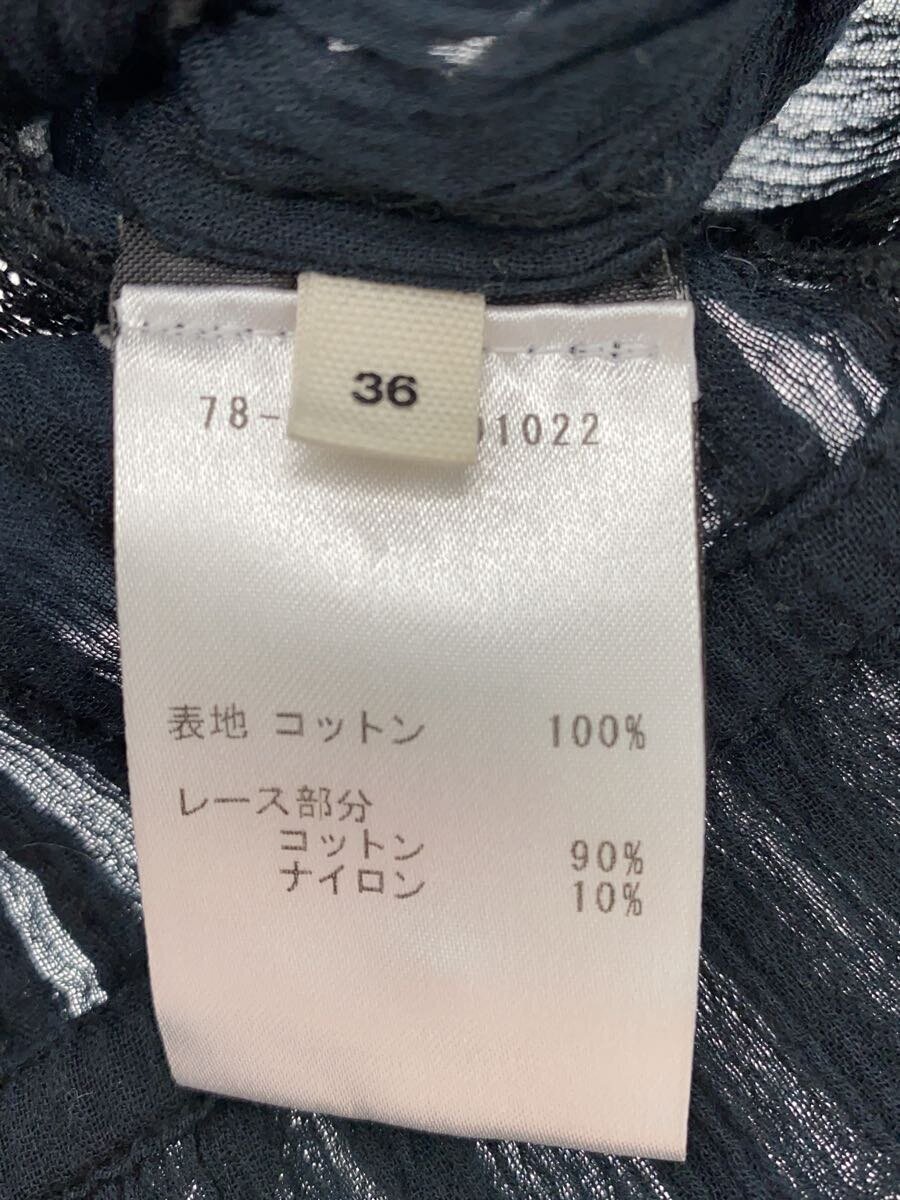 36
78- 01022
表地 コットン 100%
レース部分
コットン 90%
ナイロン 10%